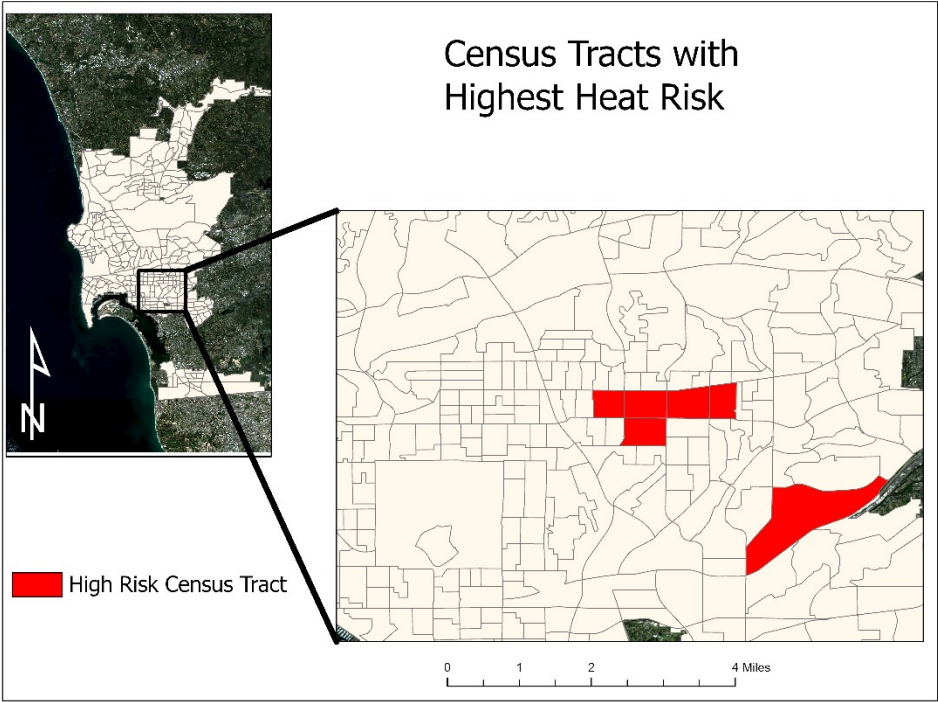 Census Tracts with
Highest Heat Risk
N
High Risk Census Tract
0 1 2 4 Miles